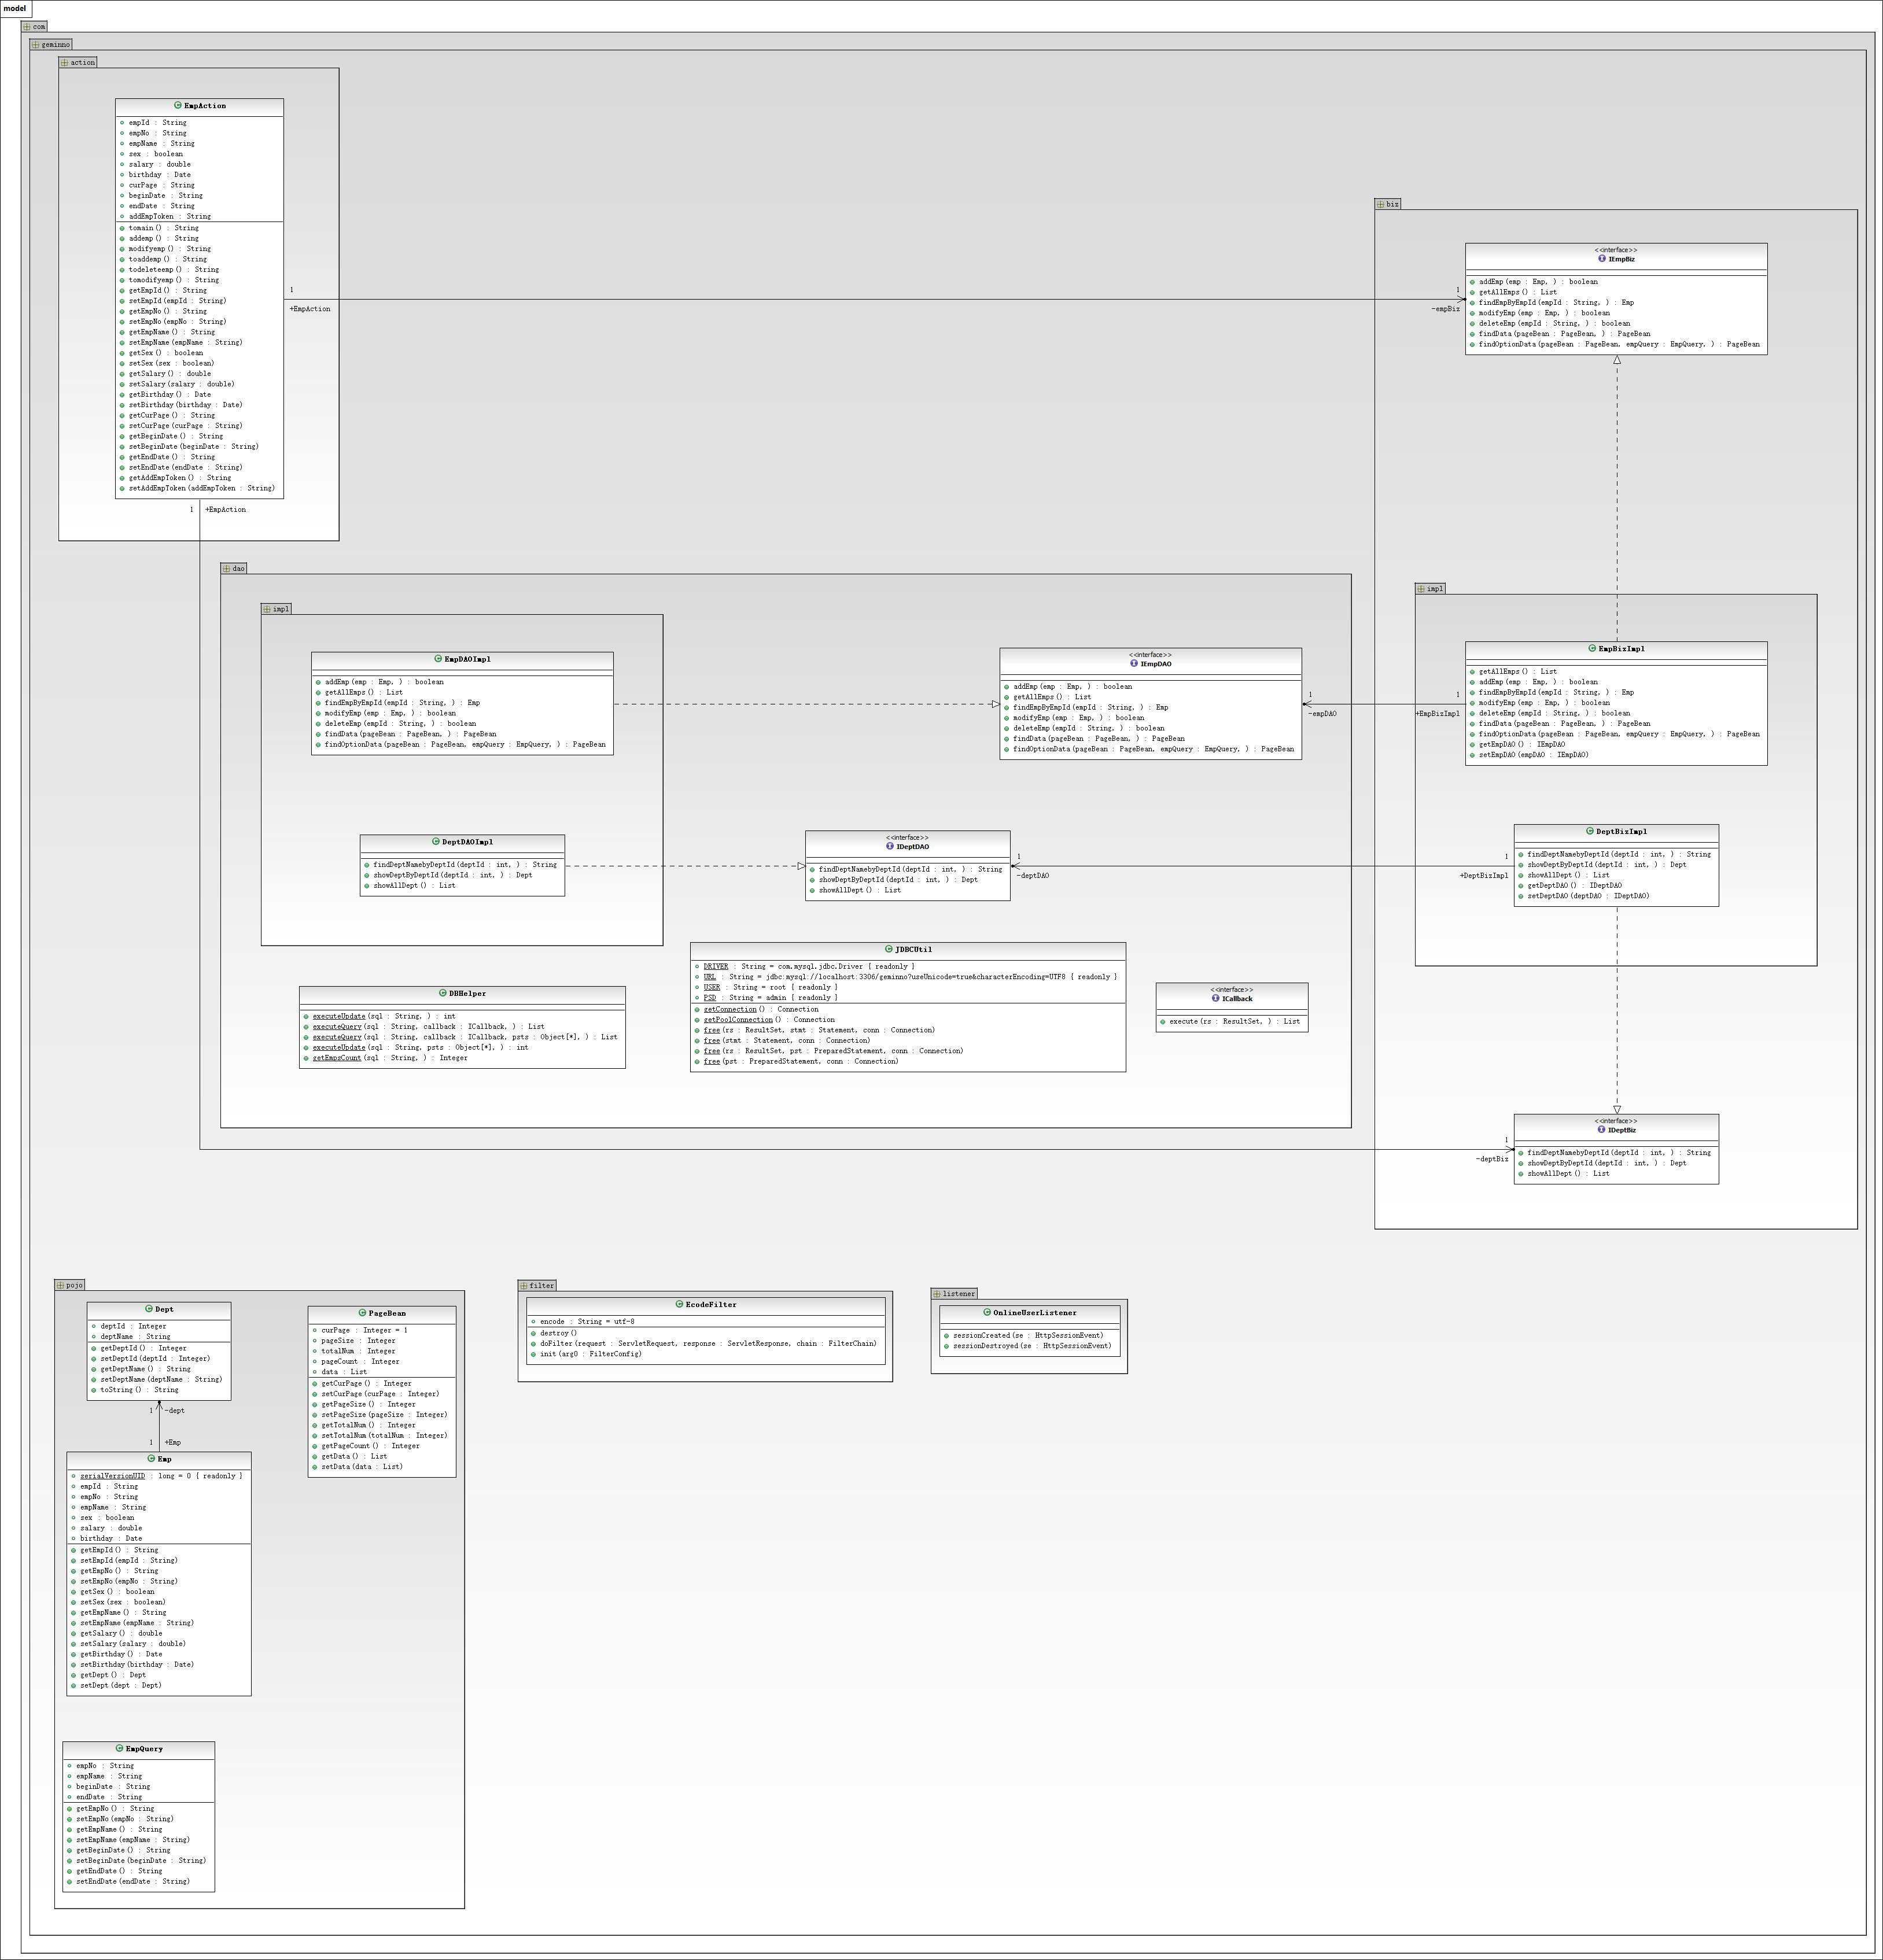 model
com
geminno
action
EmpAction
empId : String
empNo : String
empName : String
sex : boolean
salary : double
birthday : Date
curPage : String
beginDate : String
endDate : String
addEmpToken : String
tomain () : String
addemp () : String
modifyemp () : String
toaddemp () : String
todeleteemp () : String
tomodifyemp () : String
getEmpId () : String
setEmpId (empId : String)
getEmpNo () : String
setEmpNo (empNo : String)
getEmpName () : String
setEmpName (empName : String)
getSex () : boolean
setSex (sex : boolean)
getSalary () : double
setSalary (salary : double)
getBirthday () : Date
setBirthday (birthday : Date)
getCurPage () : String
setCurPage (curPage : String)
getBeginDate () : String
setBeginDate (beginDate : String)
getEndDate () : String
setEndDate (endDate : String)
getAddEmpToken () : String
setAddEmpToken (addEmpToken : String)
1
+EmpAction
1
-empBiz
1 +EmpAction
biz
<<interface>>
IEmpBiz
addEmp (emp : Emp, ) : boolean
getAllEmps () : List
findEmpByEmpId (empId : String, ) : Emp
modifyEmp (emp : Emp, ) : boolean
deleteEmp (empId : String, ) : boolean
findData (pageBean : PageBean, ) : PageBean
findOptionData (pageBean : PageBean, empQuery : EmpQuery, ) : PageBean
dao
impl
EmpDAOImpl
addEmp (emp : Emp, ) : boolean
getAllEmps () : List
findEmpByEmpId (empId : String, ) : Emp
modifyEmp (emp : Emp, ) : boolean
deleteEmp (empId : String, ) : boolean
findData (pageBean : PageBean, ) : PageBean
findOptionData (pageBean : PageBean, empQuery : EmpQuery, ) : PageBean
<<interface>>
IEmpDAO
addEmp (emp : Emp, ) : boolean
getAllEmps () : List
findEmpByEmpId (empId : String, ) : Emp
modifyEmp (emp : Emp, ) : boolean
deleteEmp (empId : String, ) : boolean
findData (pageBean : PageBean, ) : PageBean
findOptionData (pageBean : PageBean, empQuery : EmpQuery, ) : PageBean
1
-empDAO
1
+EmpBizImpl
impl
EmpBizImpl
getAllEmps () : List
addEmp (emp : Emp, ) : boolean
findEmpByEmpId (empId : String, ) : Emp
modifyEmp (emp : Emp, ) : boolean
deleteEmp (empId : String, ) : boolean
findData (pageBean : PageBean, ) : PageBean
findOptionData (pageBean : PageBean, empQuery : EmpQuery, ) : PageBean
getEmpDAO () : IEmpDAO
setEmpDAO (empDAO : IEmpDAO)
DeptDAOImpl
findDeptNamebyDeptId (deptId : int, ) : String
showDeptByDeptId (deptId : int, ) : Dept
showAllDept () : List
<<interface>>
IDeptDAO
findDeptNamebyDeptId (deptId : int, ) : String
showDeptByDeptId (deptId : int, ) : Dept
showAllDept () : List
1
-deptDAO
1
+DeptBizImpl
DeptBizImpl
findDeptNamebyDeptId (deptId : int, ) : String
showDeptByDeptId (deptId : int, ) : Dept
showAllDept () : List
getDeptDAO () : IDeptDAO
setDeptDAO (deptDAO : IDeptDAO)
DBHelper
executeUpdate (sql : String, ) : int
executeQuery (sql : String, callback : ICallback, ) : List
executeQuery (sql : String, callback : ICallback, psts : Object[*], ) : List
executeUpdate (sql : String, psts : Object[*], ) : int
getEmpsCount (sql : String, ) : Integer
JDBCUtil
DRIVER : String = com.mysql.jdbc.Driver { readonly }
URL : String = jdbc:mysql://localhost:3306/geminno?useUnicode=true&characterEncoding=UTF8 { readonly }
USER : String = root { readonly }
PSD : String = admin { readonly }
getConnection () : Connection
getPoolConnection () : Connection
free (rs : ResultSet, stmt : Statement, conn : Connection)
free (stmt : Statement, conn : Connection)
free (rs : ResultSet, pst : PreparedStatement, conn : Connection)
free (pst : PreparedStatement, conn : Connection)
<<interface>>
ICallback
execute (rs : ResultSet, ) : List
1
-deptBiz
<<interface>>
IDeptBiz
findDeptNamebyDeptId (deptId : int, ) : String
showDeptByDeptId (deptId : int, ) : Dept
showAllDept () : List
pojo
Dept
deptId : Integer
deptName : String
getDeptId () : Integer
setDeptId (deptId : Integer)
getDeptName () : String
setDeptName (deptName : String)
toString () : String
1 -dept
1 +Emp
Emp
serialVersionUID : long = 0 { readonly }
empId : String
empNo : String
empName : String
sex : boolean
salary : double
birthday : Date
getEmpId () : String
setEmpId (empId : String)
getEmpNo () : String
setEmpNo (empNo : String)
getSex () : boolean
setSex (sex : boolean)
getEmpName () : String
setEmpName (empName : String)
getSalary () : double
setSalary (salary : double)
getBirthday () : Date
setBirthday (birthday : Date)
getDept () : Dept
setDept (dept : Dept)
PageBean
curPage : Integer = 1
pageSize : Integer
totalNum : Integer
pageCount : Integer
data : List
getCurPage () : Integer
setCurPage (curPage : Integer)
getPageSize () : Integer
setPageSize (pageSize : Integer)
getTotalNum () : Integer
setTotalNum (totalNum : Integer)
getPageCount () : Integer
getData () : List
setData (data : List)
EmpQuery
empNo : String
empName : String
beginDate : String
endDate : String
getEmpNo () : String
setEmpNo (empNo : String)
getEmpName () : String
setEmpName (empName : String)
getBeginDate () : String
setBeginDate (beginDate : String)
getEndDate () : String
setEndDate (endDate : String)
filter
EcodeFilter
encode : String = utf-8
destroy ()
doFilter (request : ServletRequest, response : ServletResponse, chain : FilterChain)
init (arg0 : FilterConfig)
listener
OnlineUserListener
sessionCreated (se : HttpSessionEvent)
sessionDestroyed (se : HttpSessionEvent)